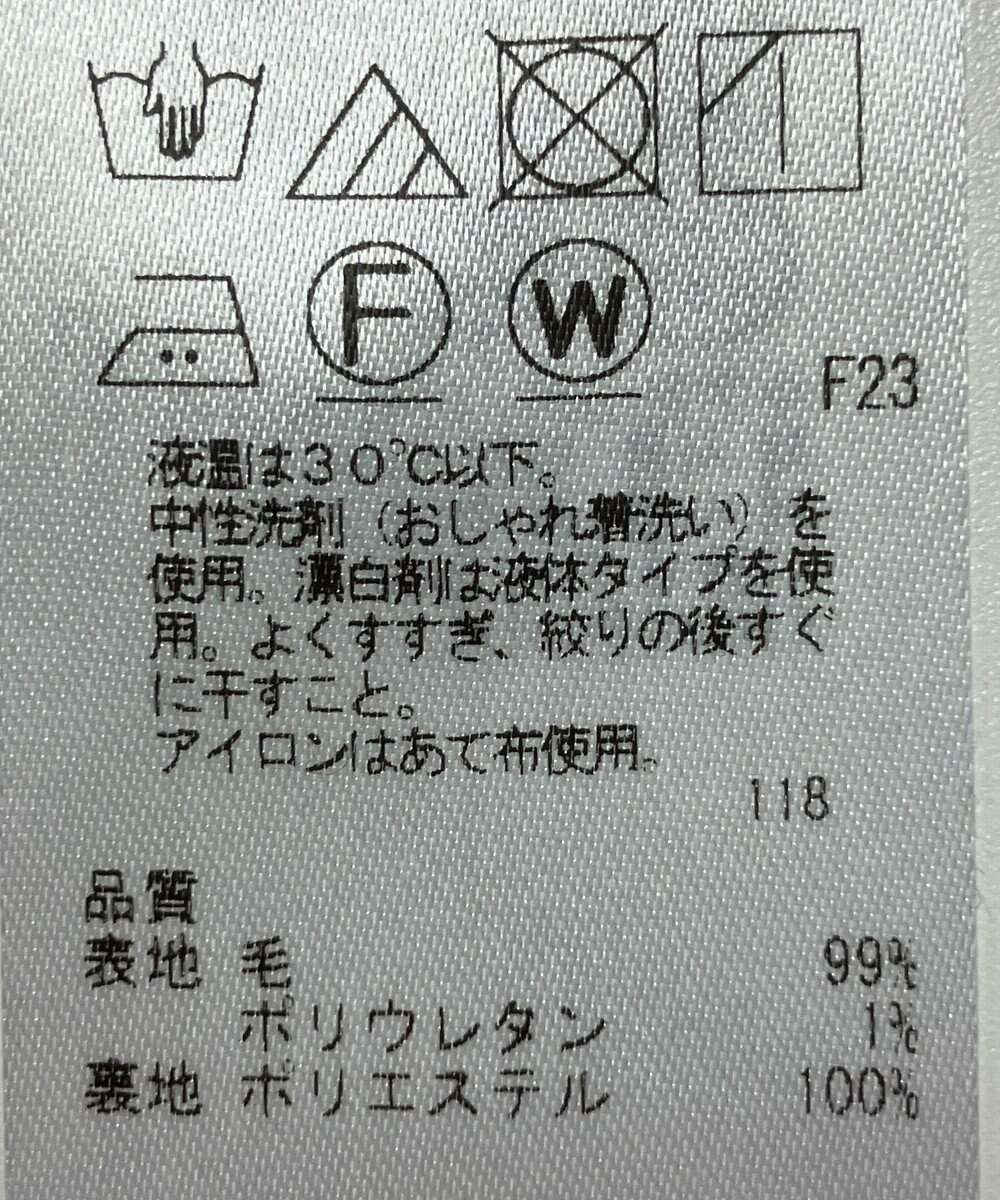 F W
F23
液温は30℃以下。
中性洗剤（おしゃれ着洗い）を
使用。漂白剤は液体タイプを使
用。よくすすぎ、絞りの後すぐ
に干すこと。
アイロンはあて布使用。
118
品質
表地 毛 99%
ポリウレタン 1%
裏地 ポリエステル 100%